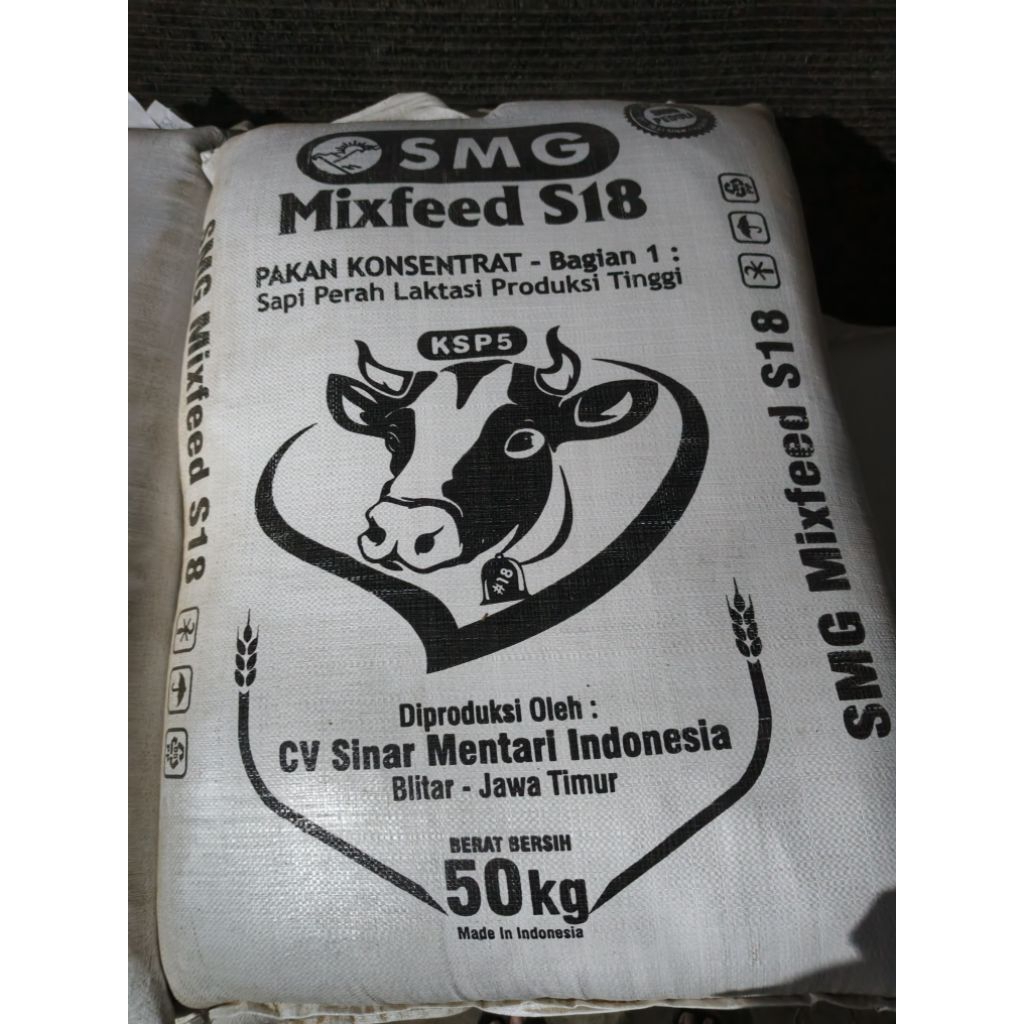 SMG
Mixfeed S18
PAKAN KONSENTRAT - Bagian 1 :
Sapi Perah Laktasi Produksi Tinggi
KSP5
#18
Diproduksi Oleh :
CV Sinar Mentari Indonesia
Blitar - Jawa Timur
BERAT BERSIH
50kg
Made In Indonesia
SMG Mixfeed S18
SMG Mixfeed S18